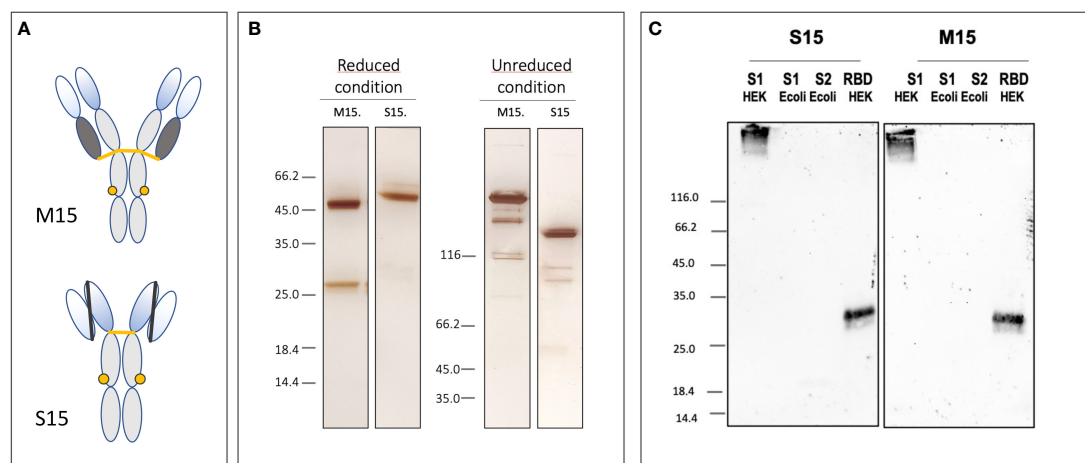 A
M15
S15
B
Reduced
condition
Unreduced
condition
M15.
S15.
M15.
S15
66.2
45.0
35.0
25.0
18.4
14.4
116
66.2
45.0
35.0
C
S15
M15
S1 S1 S2 RBD
HEK Ecoli Ecoli HEK
S1 S1 S2 RBD
HEK Ecoli Ecoli HEK
116.0
66.2
45.0
35.0
25.0
18.4
14.4